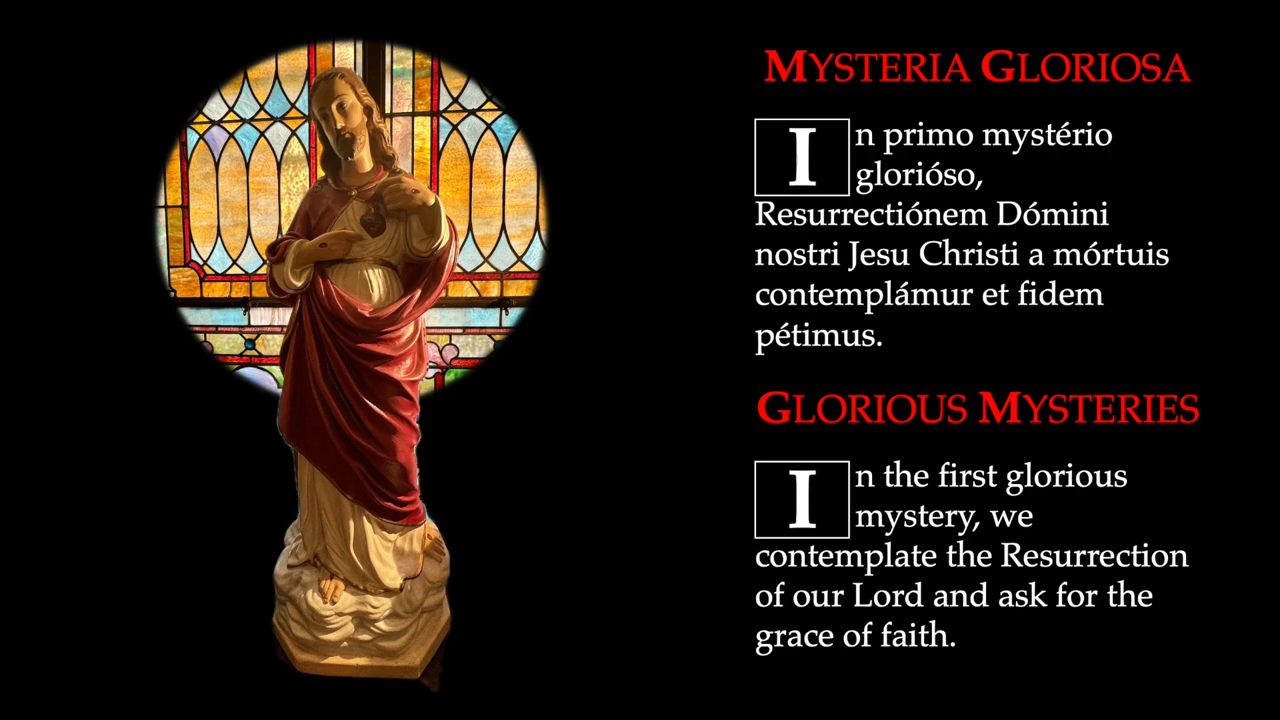 MYSTERIA GLORIOSA
In primo mystério
glorióso,
Resurrectiónem Dómini
nostri Jesu Christi a mórtuis
contemplámur et fidem
pétimus.
GLORIOUS MYSTERIES
In the first glorious
mystery, we
contemplate the Resurrection
of our Lord and ask for the
grace of faith.